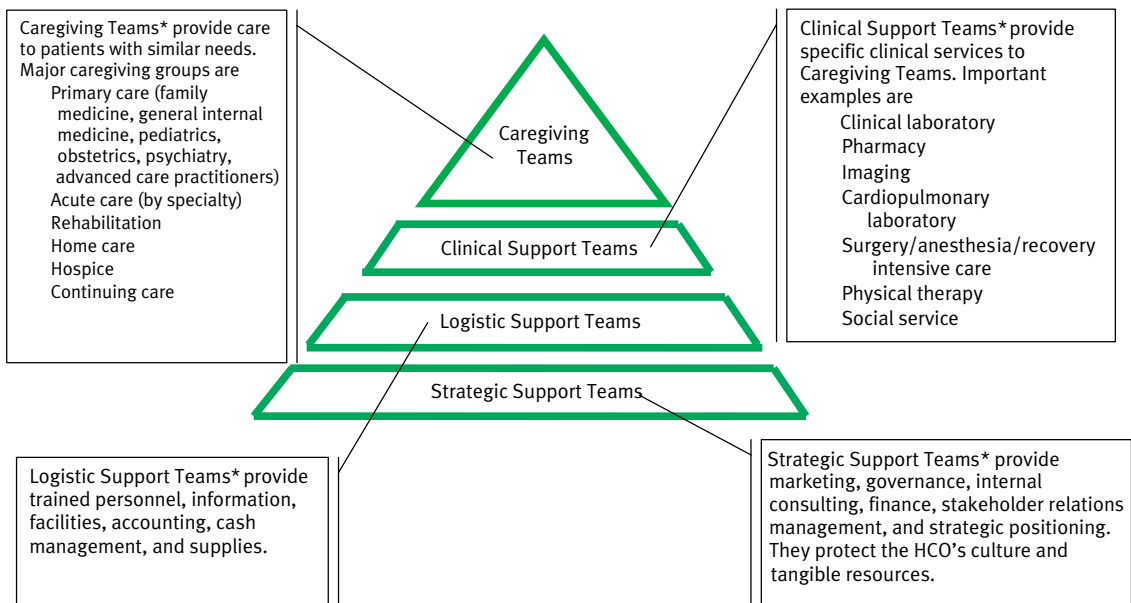 Caregiving Teams* provide care
to patients with similar needs.
Major caregiving groups are
Primary care (family
medicine, general internal
medicine, pediatrics,
obstetrics, psychiatry,
advanced care practitioners)
Acute care (by specialty)
Rehabilitation
Home care
Hospice
Continuing care
Clinical Support Teams* provide
specific clinical services to
Caregiving Teams. Important
examples are
Clinical laboratory
Pharmacy
Imaging
Cardiopulmonary
laboratory
Surgery/anesthesia/recovery
intensive care
Physical therapy
Social service
Caregiving
Teams
Clinical Support Teams
Logistic Support Teams
Strategic Support Teams
Logistic Support Teams* provide
trained personnel, information,
facilities, accounting, cash
management, and supplies.
Strategic Support Teams* provide
marketing, governance, internal
consulting, finance, stakeholder relations
management, and strategic positioning.
They protect the HCO’s culture and
tangible resources.